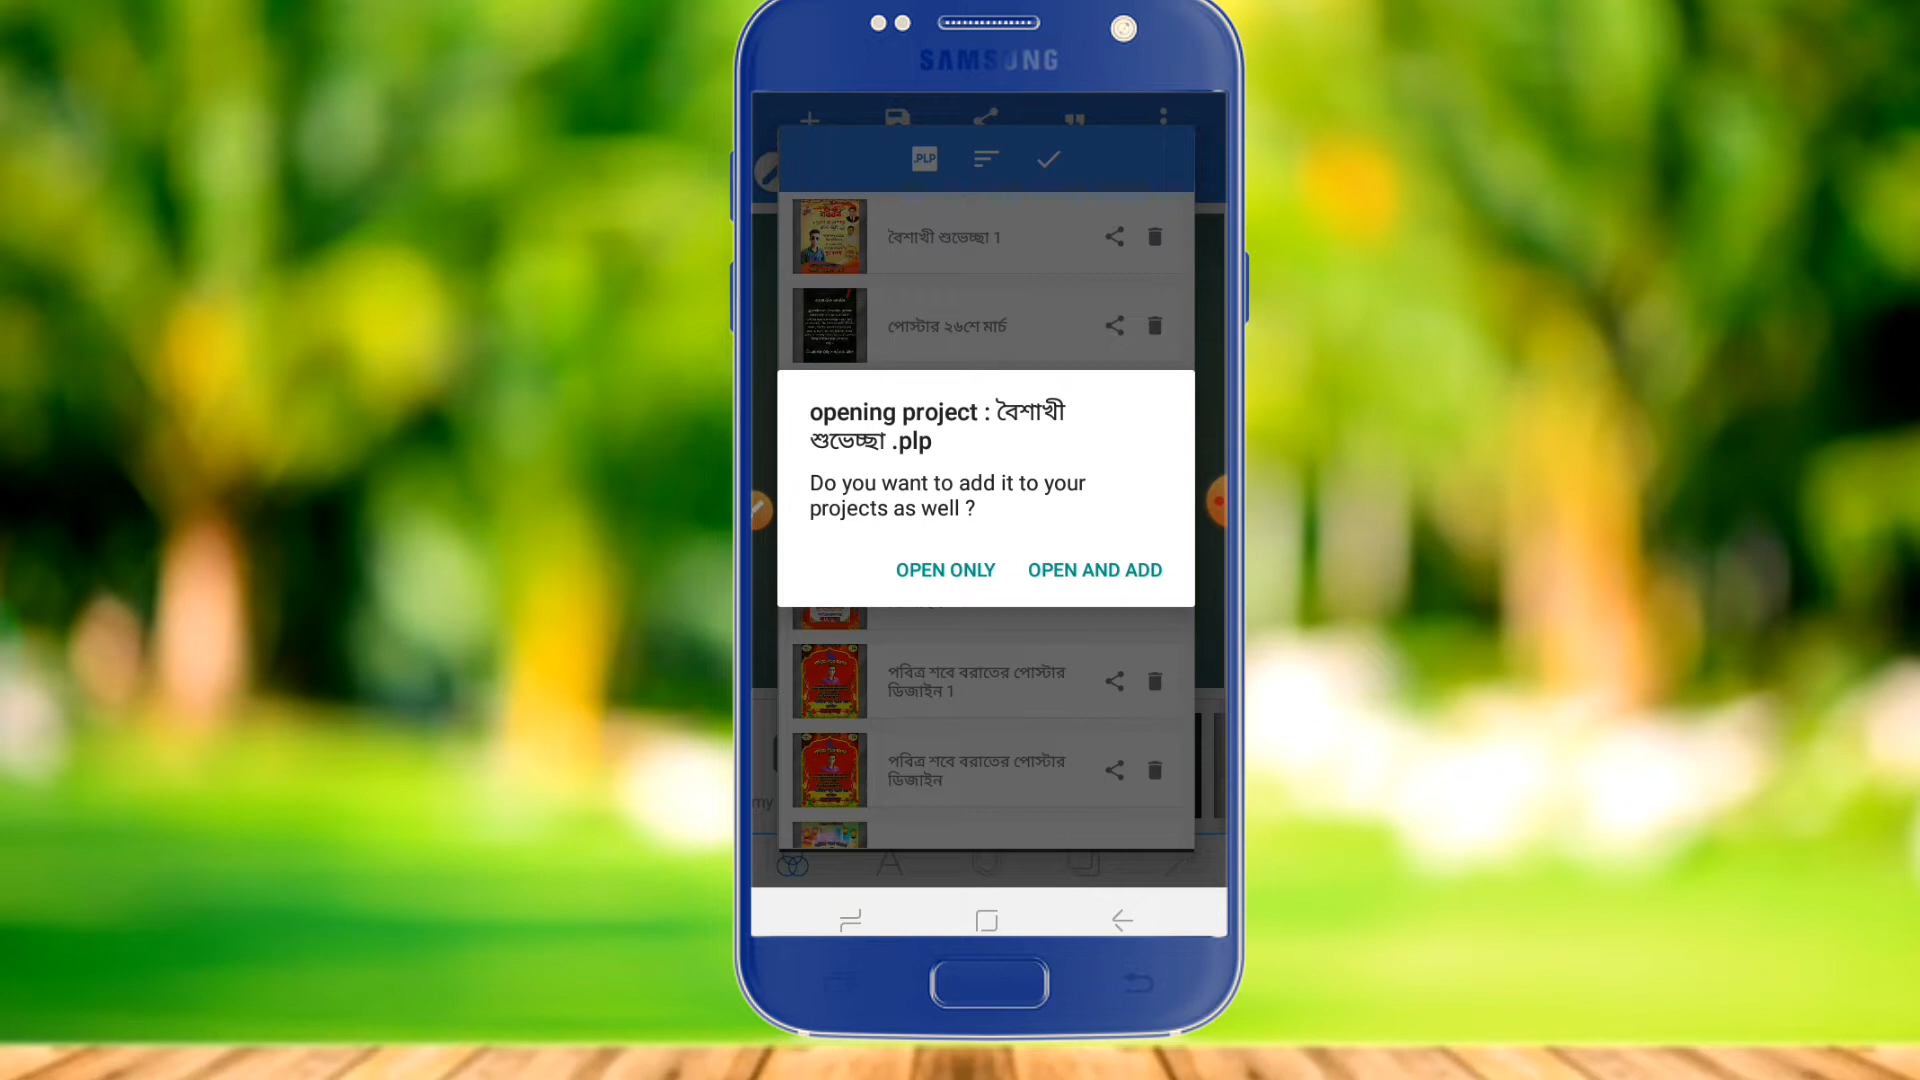 SAMSUNG
.PLP
বৈশাখী শুভেচ্ছা 1
পোস্টার ২৬শে মার্চ
opening project : বৈশাখী
শুভেচ্ছা .plp
Do you want to add it to your
projects as well ?
OPEN ONLY
OPEN AND ADD
পবিত্র শবে বরাতের পোস্টার
ডিজাইন 1
পবিত্র শবে বরাতের পোস্টার
ডিজাইন
my